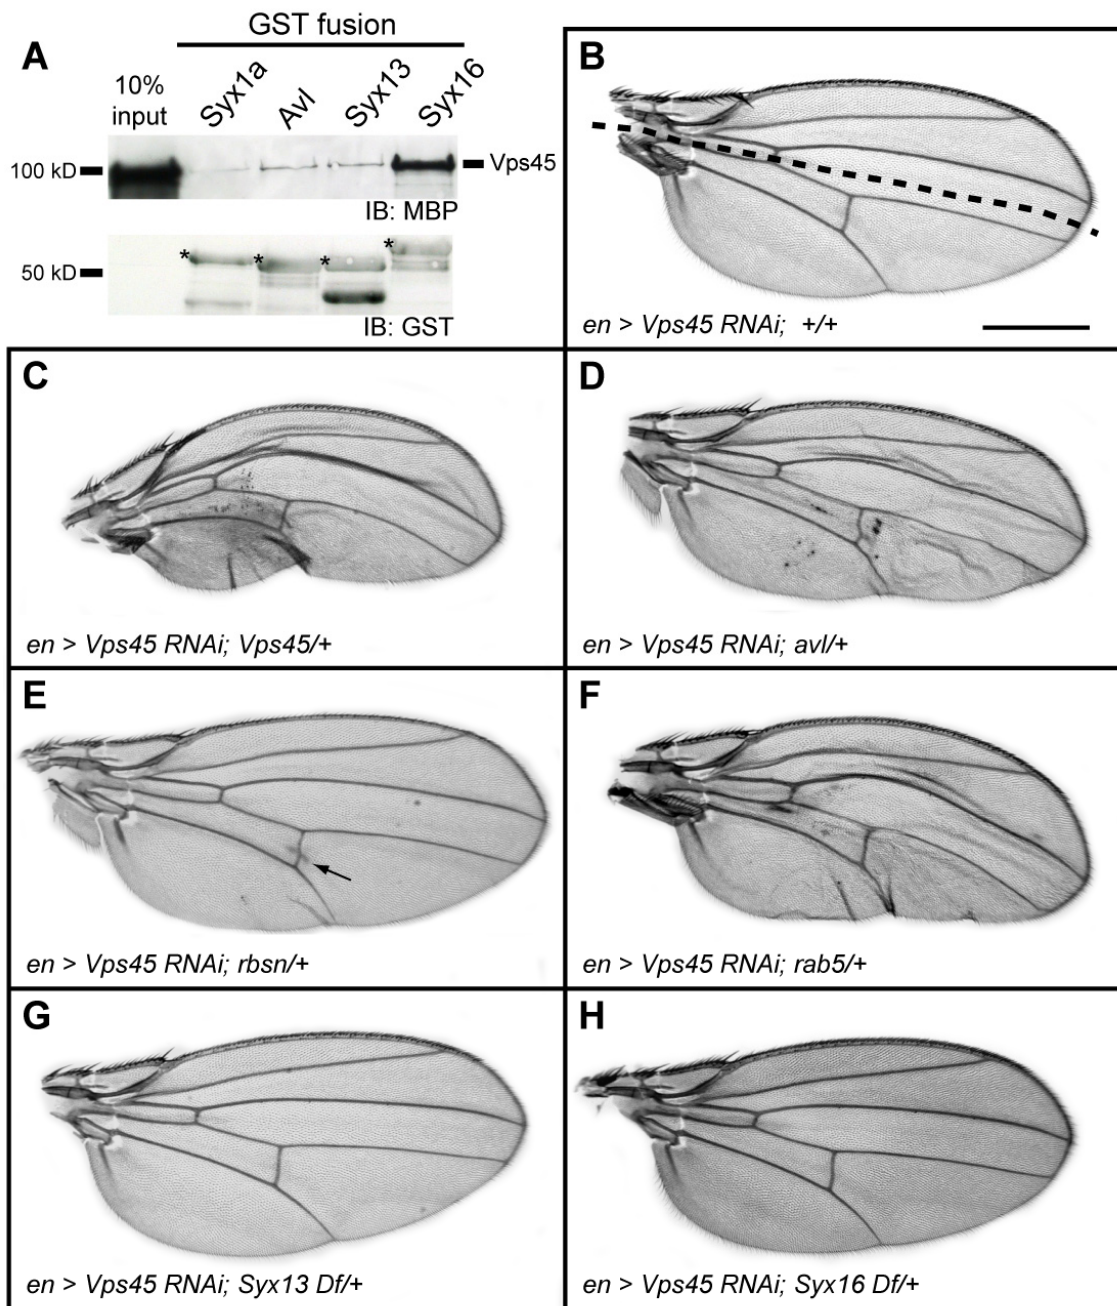 GST fusion
A
10%
input
Syx1a
Avl
Syx13
Syx16
100 kD
Vps45
IB: MBP
* * * *
50 kD
IB: GST
B
en > Vps45 RNAi; +/+
C
en > Vps45 RNAi; Vps45/+
D
en > Vps45 RNAi; avl/+
E
en > Vps45 RNAi; rbsn/+
F
en > Vps45 RNAi; rab5/+
G
en > Vps45 RNAi; Syx13 Df/+
H
en > Vps45 RNAi; Syx16 Df/+